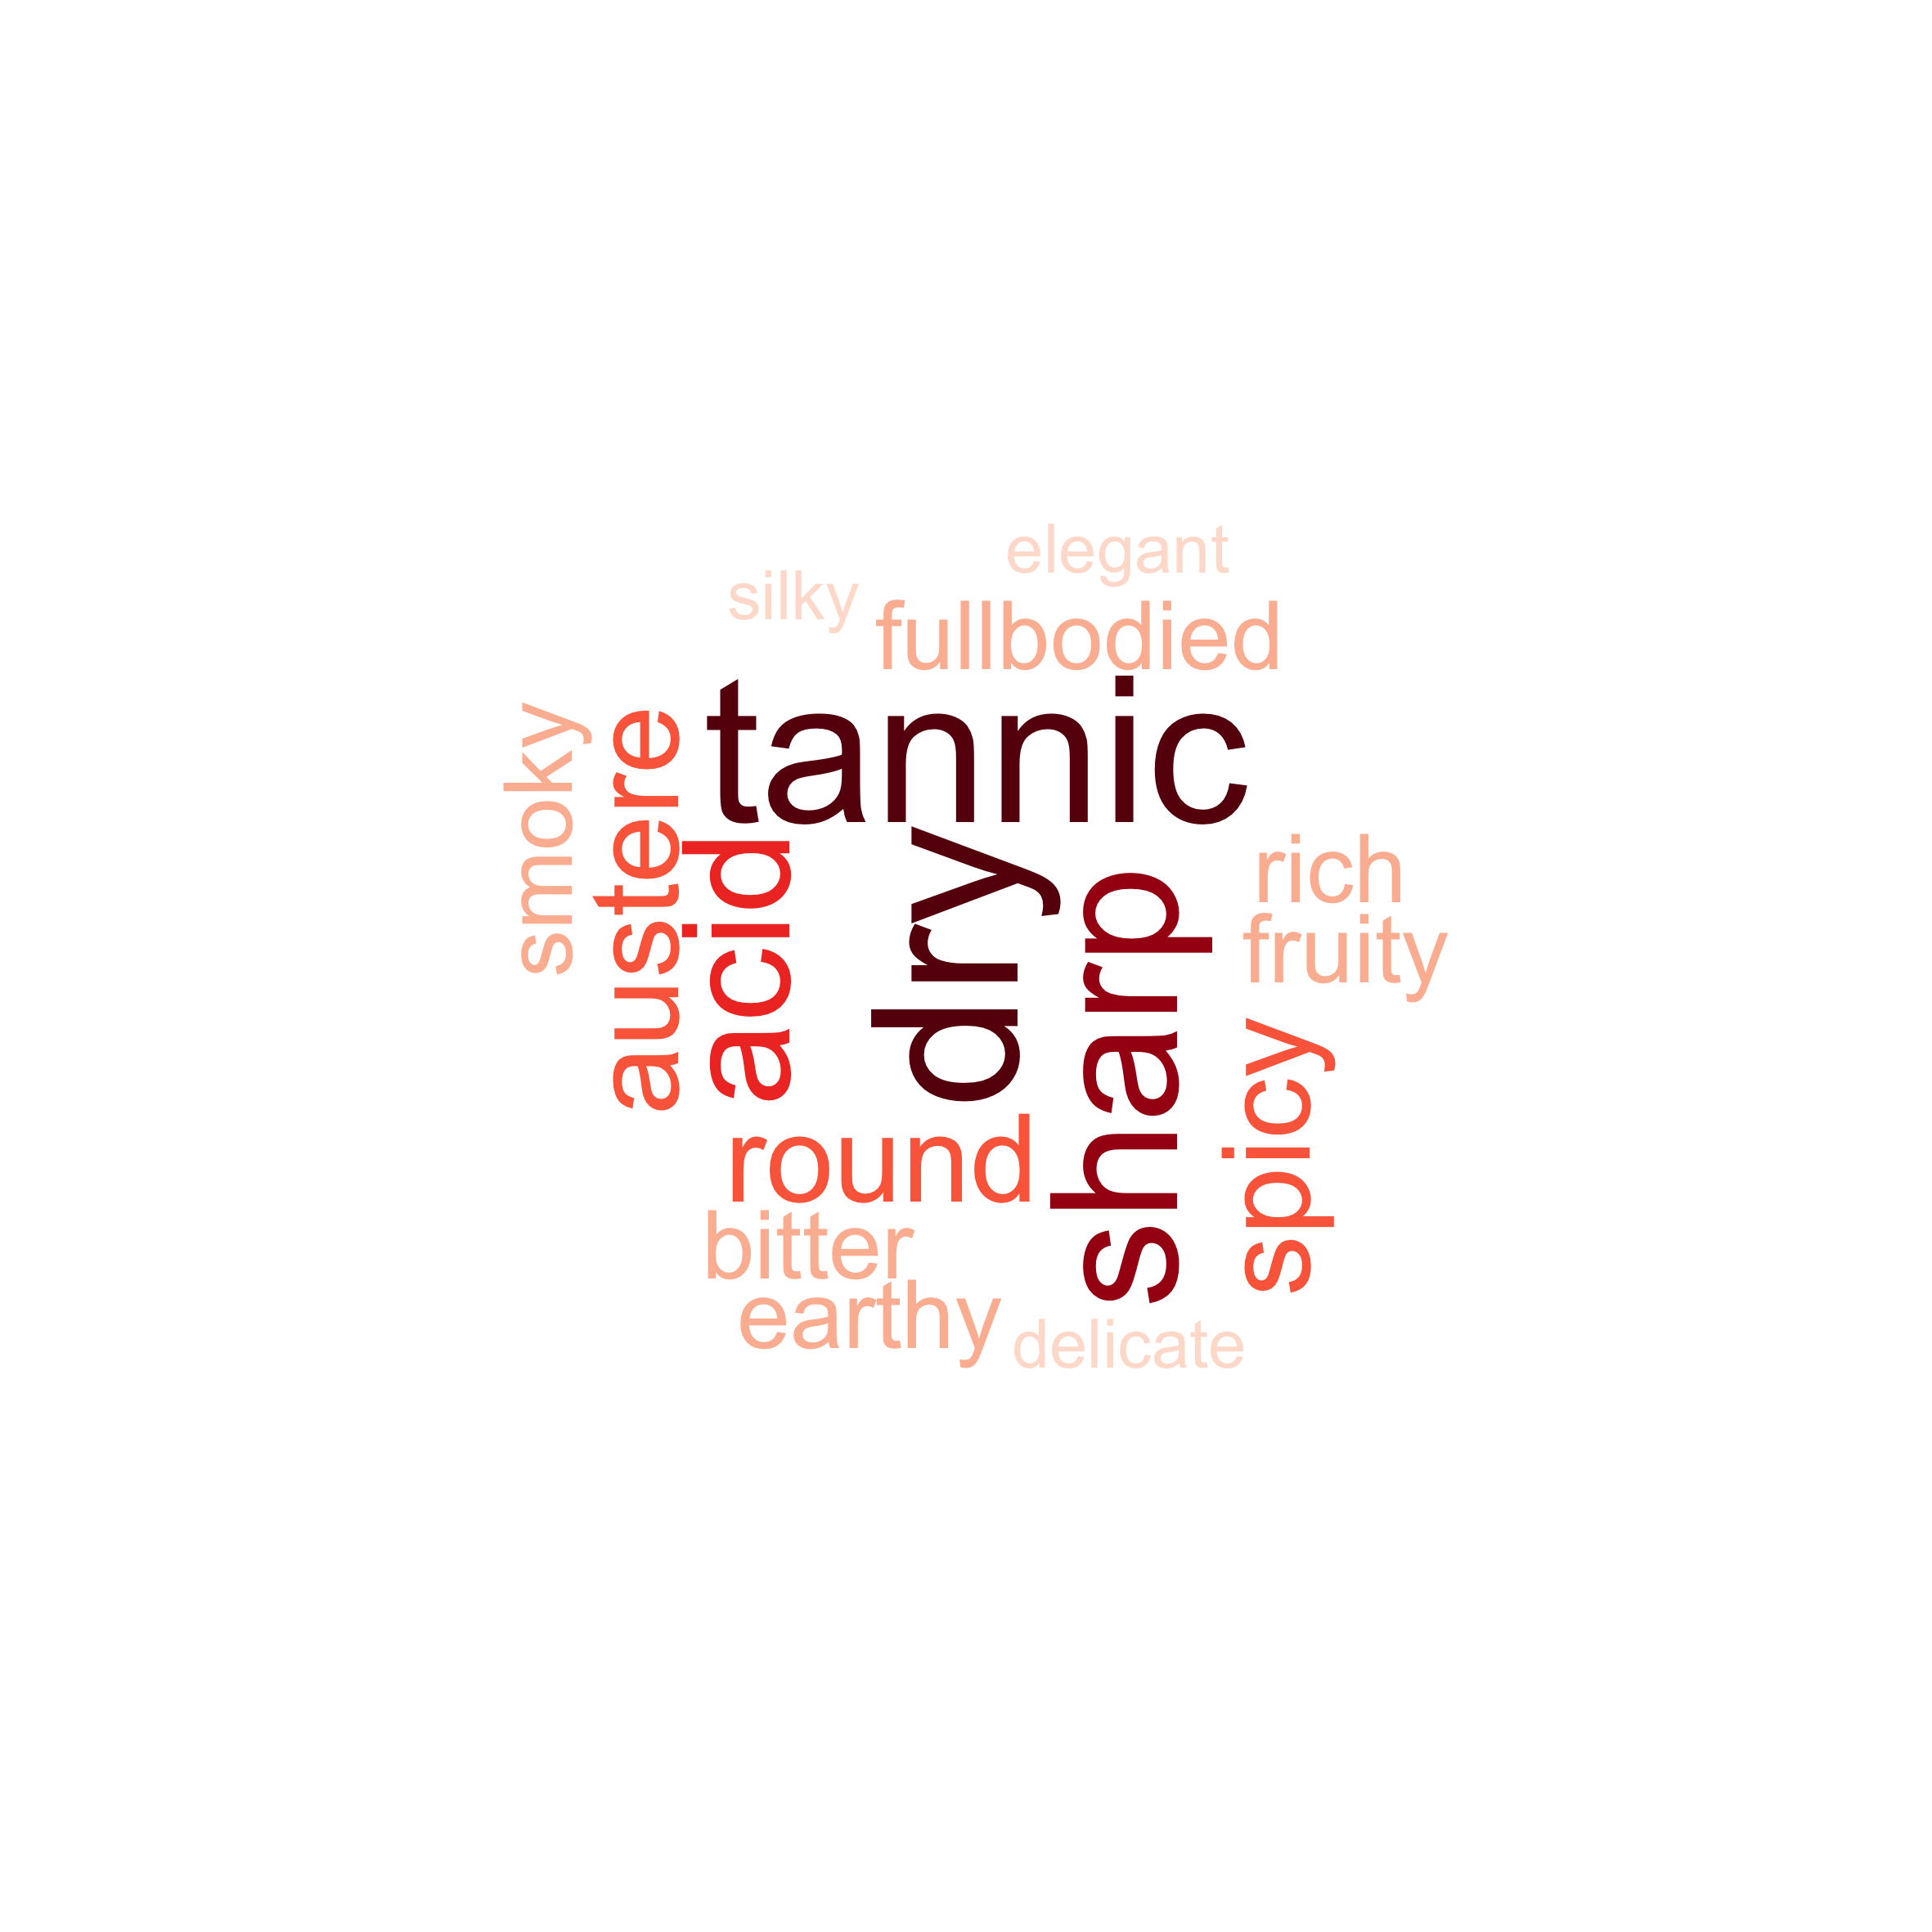 elegant
silky
fullbodied
tannic
smoky
austere
acid
dry
sharp
rich
fruity
spicy
round
bitter
earthy
delicate